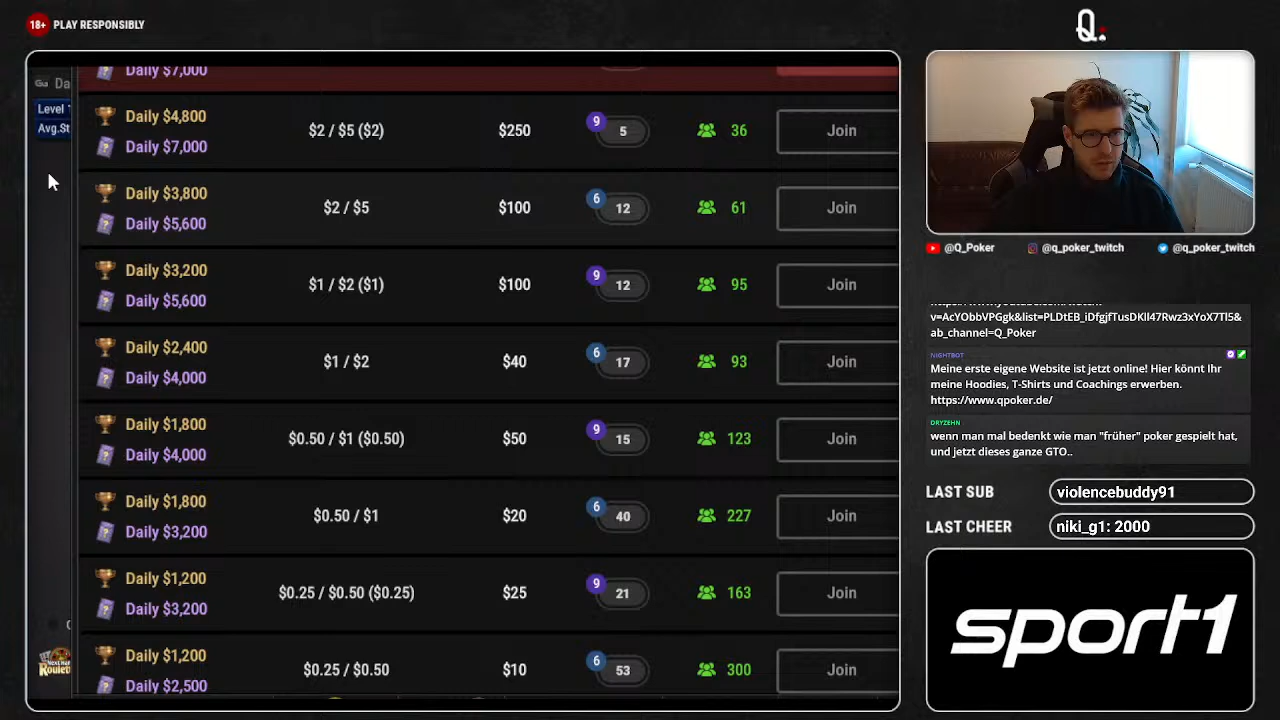 18+ PLAY RESPONSIBLY
Q.
Daily $7,000
Gu Da
Level
Avg.St
Daily $4,800
Daily $7,000
$2 / $5 ($2)
$250
9
5
36
Join
Daily $3,800
Daily $5,600
$2 / $5
$100
6
12
61
Join
Daily $3,200
Daily $5,600
$1 / $2 ($1)
$100
9
12
95
Join
Daily $2,400
Daily $4,000
$1 / $2
$40
6
17
93
Join
Daily $1,800
Daily $4,000
$0.50 / $1 ($0.50)
$50
9
15
123
Join
Daily $1,800
Daily $3,200
$0.50 / $1
$20
6
40
227
Join
Daily $1,200
Daily $3,200
$0.25 / $0.50 ($0.25)
$25
9
21
163
Join
Daily $1,200
Daily $2,500
$0.25 / $0.50
$10
6
53
300
Join
@Q_Poker
@q_poker_twitch
@q_poker_twitch
v=AcYObbVPGgk&list=PLDtEB_iDfgjfTusDKIl47Rwz3xYoX7Tl5&
ab_channel=Q_Poker
NIGHTBOT
Meine erste eigene Website ist jetzt online! Hier könnt Ihr
meine Hoodies, T-Shirts und Coachings erwerben.
https://www.qpoker.de/
DRYZEHN
wenn man mal bedenkt wie man "früher" poker gespielt hat,
und jetzt dieses ganze GTO..
LAST SUB
violencebuddy91
LAST CHEER
niki_g1: 2000
sport1